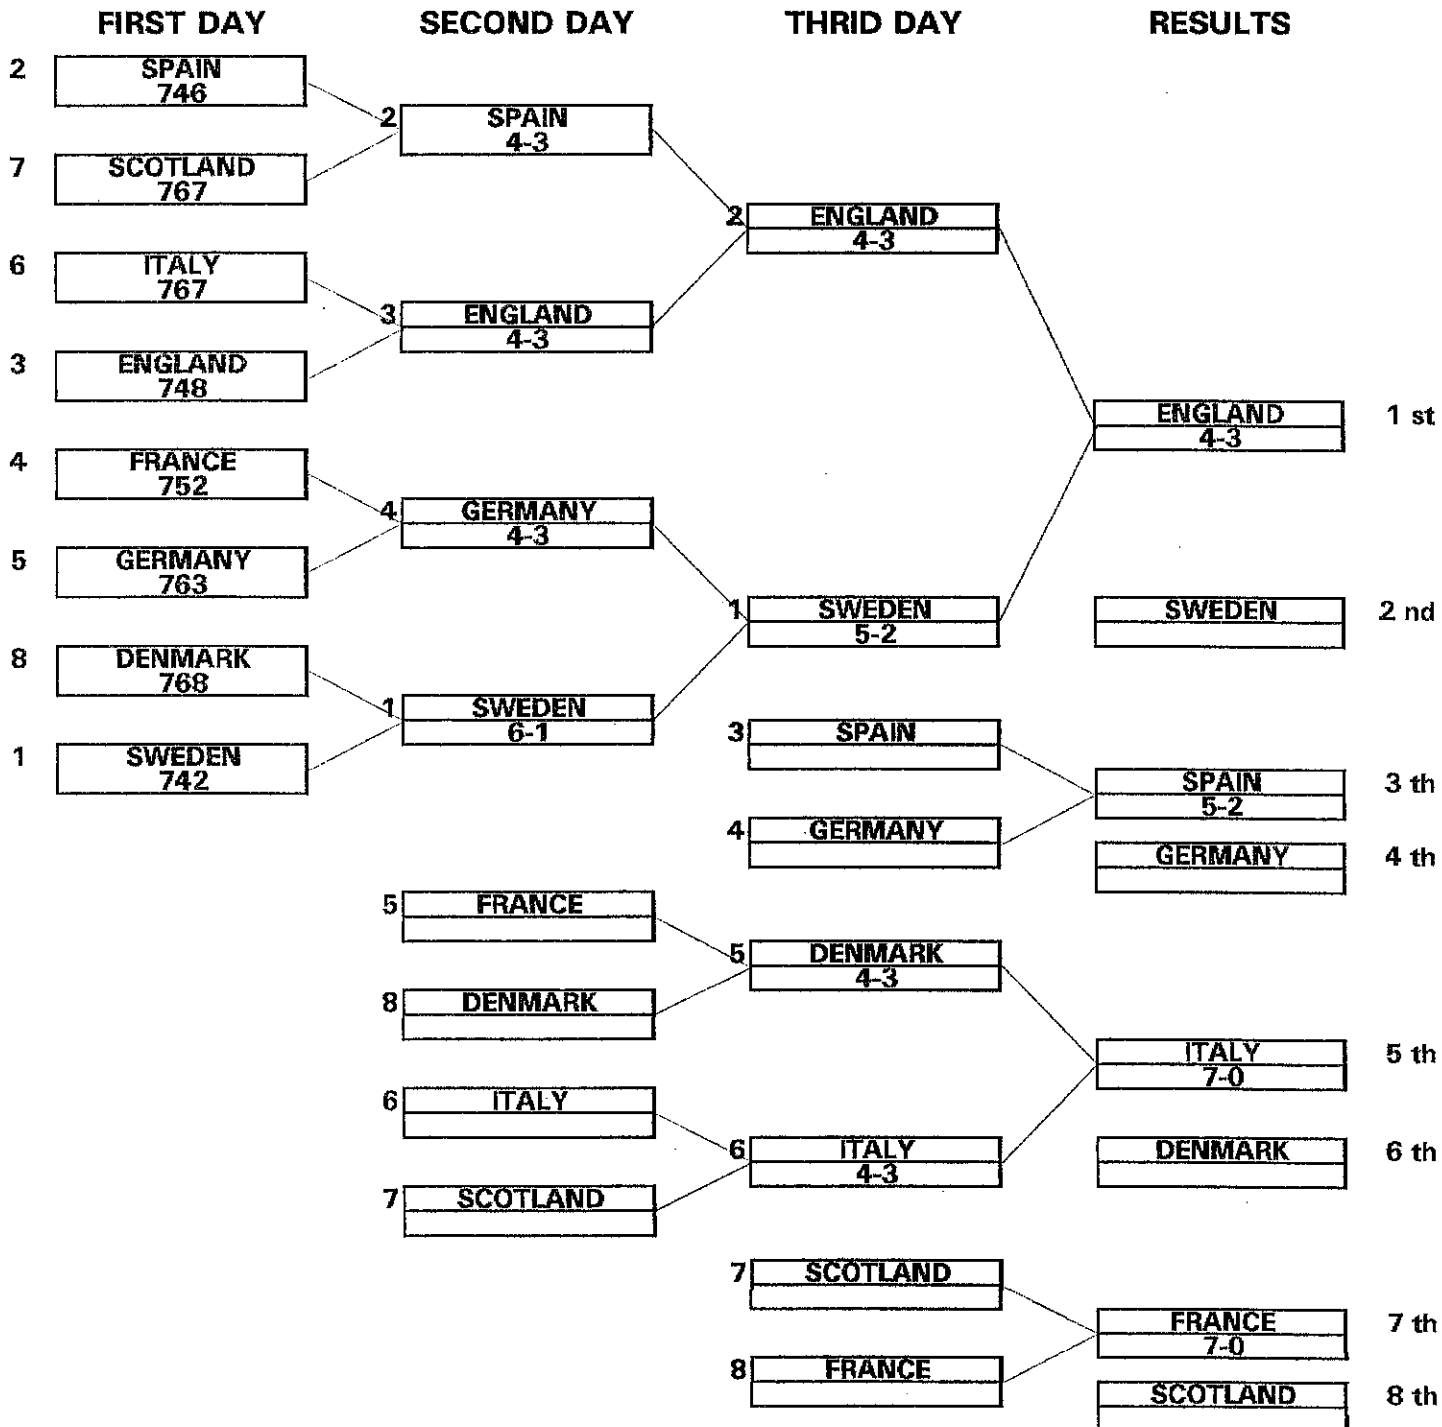 FIRST DAY SECOND DAY THRID DAY RESULTS
2 SPAIN
746
7 SCOTLAND
767
6 ITALY
767
3 ENGLAND
748
4 FRANCE
752
5 GERMANY
763
8 DENMARK
768
1 SWEDEN
742
2 SPAIN
4-3
3 ENGLAND
4-3
4 GERMANY
4-3
1 SWEDEN
6-1
5 FRANCE
8 DENMARK
6 ITALY
7 SCOTLAND
2 ENGLAND
4-3
1 SWEDEN
5-2
3 SPAIN
4 GERMANY
5 DENMARK
4-3
6 ITALY
4-3
7 SCOTLAND
8 FRANCE
ENGLAND 1 st
4-3
SWEDEN 2 nd
SPAIN 3 th
5-2
GERMANY 4 th
ITALY 5 th
7-0
DENMARK 6 th
FRANCE 7 th
7-0
SCOTLAND 8 th